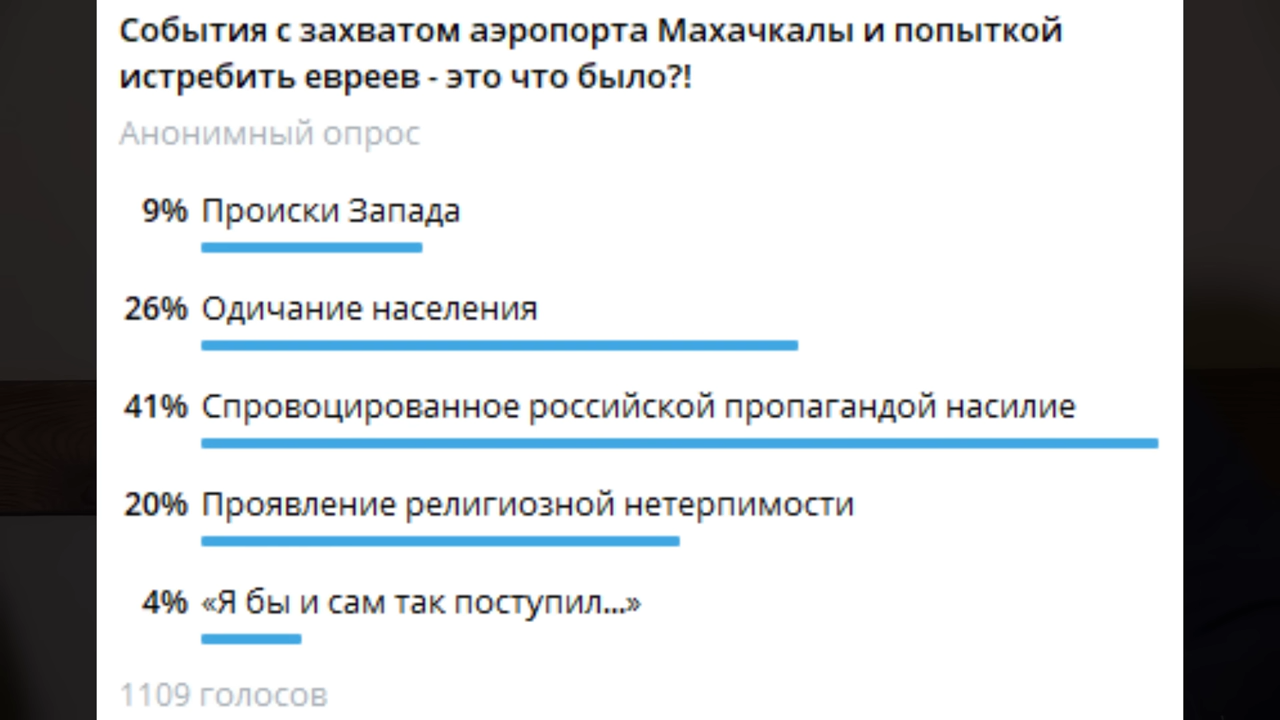 События с захватом аэропорта Махачкалы и попыткой
истребить евреев - это что было?!
Анонимный опрос
9% Происки Запада
26% Одичание населения
41% Спровоцированное российской пропагандой насилие
20% Проявление религиозной нетерпимости
4% «Я бы и сам так поступил...»
1109 голосов